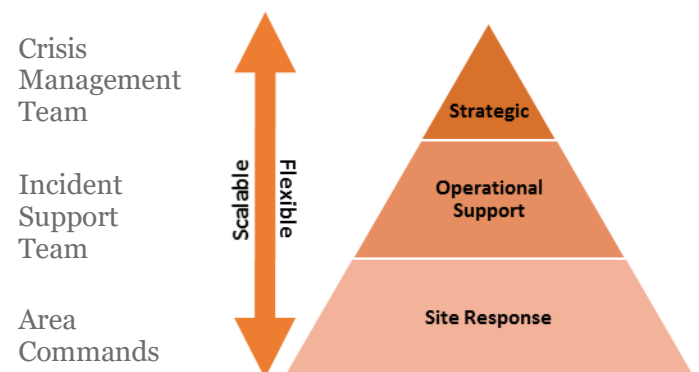 Crisis
Management
Team
Incident
Support
Team
Area
Commands
Scalable
Flexible
Strategic
Operational
Support
Site Response